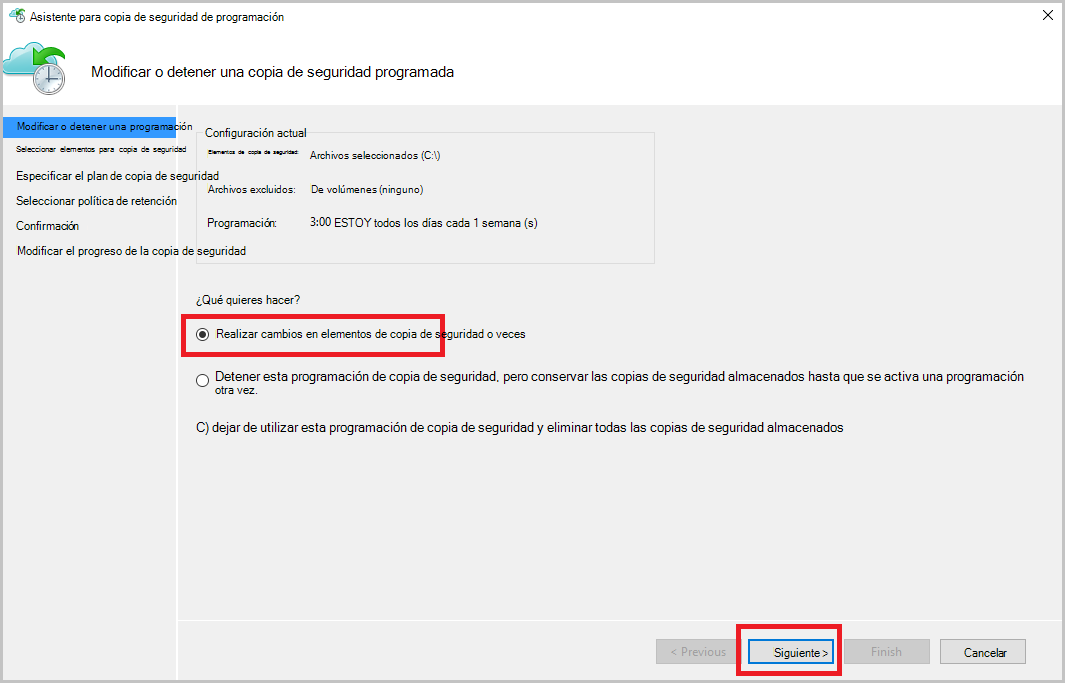 Asistente para copia de seguridad de programación
Modificar o detener una copia de seguridad programada
Modificar o detener una programación
Seleccionar elementos para copia de seguridad
Especificar el plan de copia de seguridad
Seleccionar política de retención
Confirmación
Modificar el progreso de la copia de seguridad
Configuración actual
Elementos de copia de seguridad: Archivos seleccionados (C:\)
Archivos excluidos: De volúmenes (ninguno)
Programación: 3:00 ESTOY todos los días cada 1 semana (s)
¿Qué quieres hacer?
Realizar cambios en elementos de copia de seguridad o veces
Detener esta programación de copia de seguridad, pero conservar las copias de seguridad almacenados hasta que se activa una programación
otra vez.
C) dejar de utilizar esta programación de copia de seguridad y eliminar todas las copias de seguridad almacenados
< Previous Siguiente > Finish Cancelar